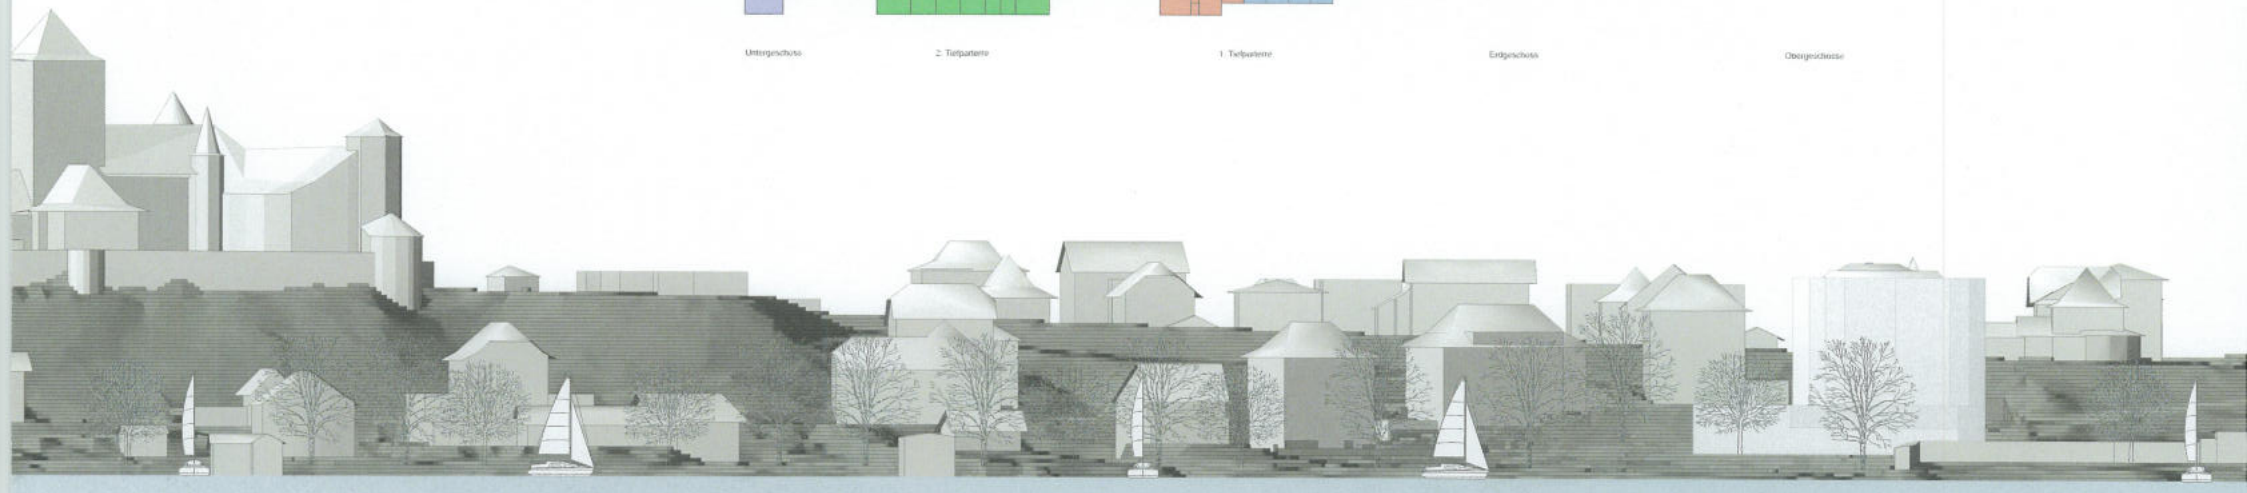 Untergeschoss
2. Tiefparterre
1. Tiefparterre
Erdgeschoss
Obergeschosse